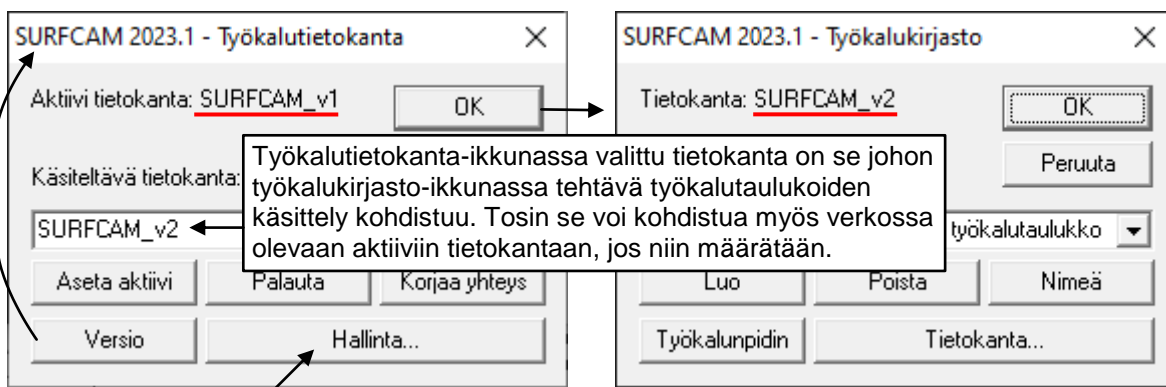 SURFCAM 2023.1 - Työkalutietokanta
Aktiivi tietokanta: SURFCAM_v1
OK
Käsiteltävä tietokanta:
SURFCAM_v2
Aseta aktiivi
Palauta
Korjaa yhteys
Versio
Hallinta...
Työkalutietokanta-ikkunassa valittu tietokanta on se johon
työkalukirjasto-ikkunassa tehtävä työkalutaulukoiden
käsittely kohdistuu. Tosin se voi kohdistua myös verkossa
olevaan aktiiviin tietokantaan, jos niin määrätään.
SURFCAM 2023.1 - Työkalukirjasto
Tietokanta: SURFCAM_v2
OK
Peruuta
työkalutaulukko
Luo
Poista
Nimeä
Työkalunpidin
Tietokanta...